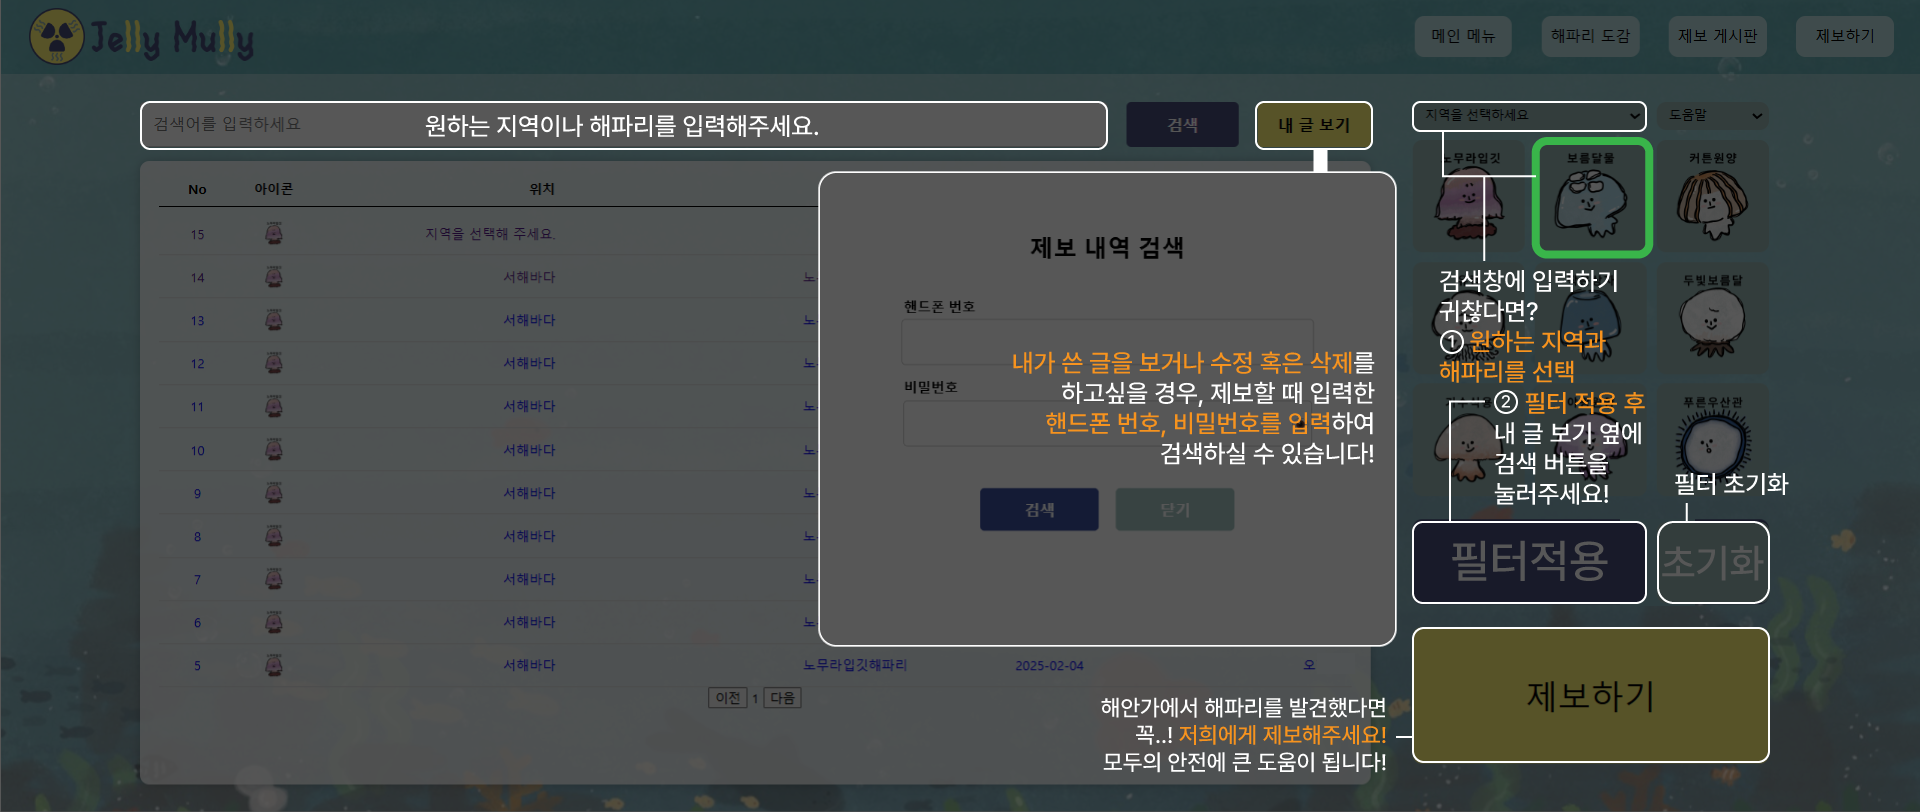 Jelly Mully
메인 메뉴
해파리 도감
제보 게시판
제보하기
검색어를 입력하세요
원하는 지역이나 해파리를 입력해주세요.
검색
내 글 보기
지역을 선택하세요
도움말
No
아이콘
위치
15
지역을 선택해 주세요.
14
서해바다
노
13
서해바다
노
12
서해바다
노
11
서해바다
노
10
서해바다
노
9
서해바다
노
8
서해바다
노
7
서해바다
노
6
서해바다
노
5
서해바다
노무라입깃해파리
2025-02-04
오
이전 1 다음
제보 내역 검색
핸드폰 번호
비밀번호
내가 쓴 글을 보거나 수정 혹은 삭제를
하고싶을 경우, 제보할 때 입력한
핸드폰 번호, 비밀번호를 입력하여
검색하실 수 있습니다!
검색
닫기
노무라입깃
보름달물
커튼원양
두빛보름달
푸른우산관
검색창에 입력하기
귀찮다면?
① 원하는 지역과
해파리를 선택
② 필터 적용 후
내 글 보기 옆에
검색 버튼을
눌러주세요!
필터 초기화
필터적용
초기화
제보하기
해안가에서 해파리를 발견했다면
꼭..! 저희에게 제보해주세요!
모두의 안전에 큰 도움이 됩니다!